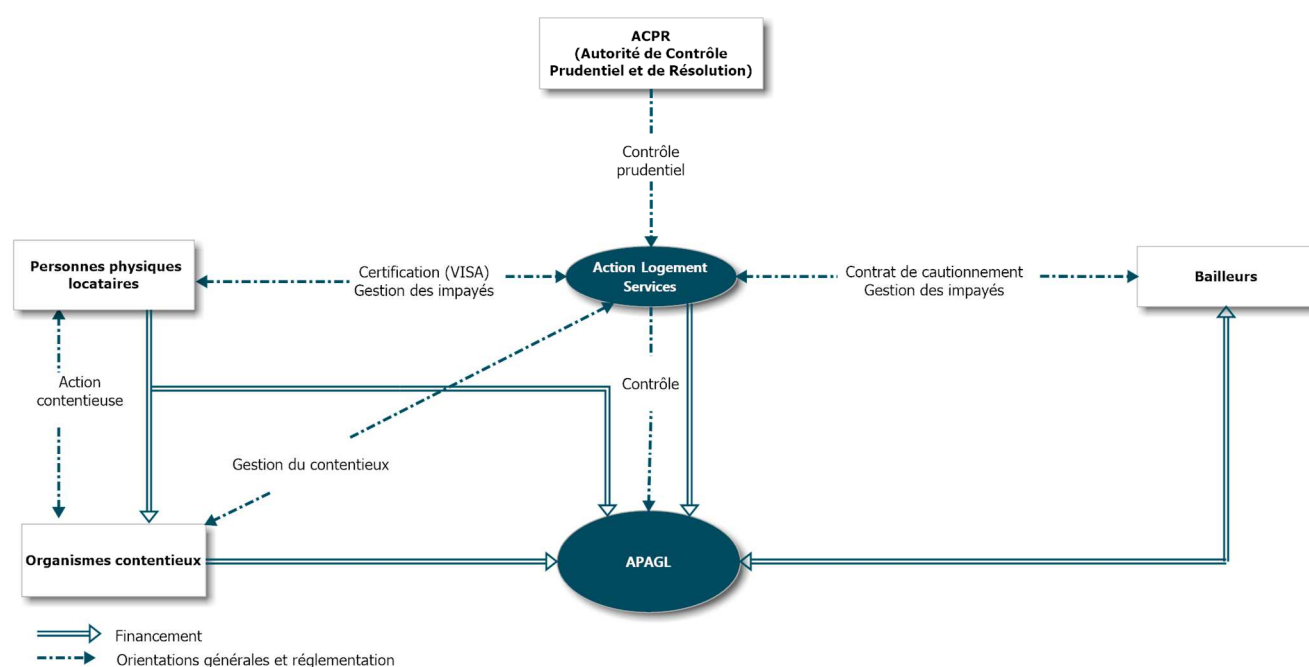 ACPR
(Autorité de Contrôle
Prudentiel et de Résolution)
Contrôle
prudentiel
Personnes physiques
locataires
Certification (VISA)
Gestion des impayés
Action Logement
Services
Contrat de cautionnement
Gestion des impayés
Bailleurs
Action
contentieuse
Contrôle
Gestion du contentieux
Organismes contentieux
APAGL
Financement
Orientations générales et réglementation